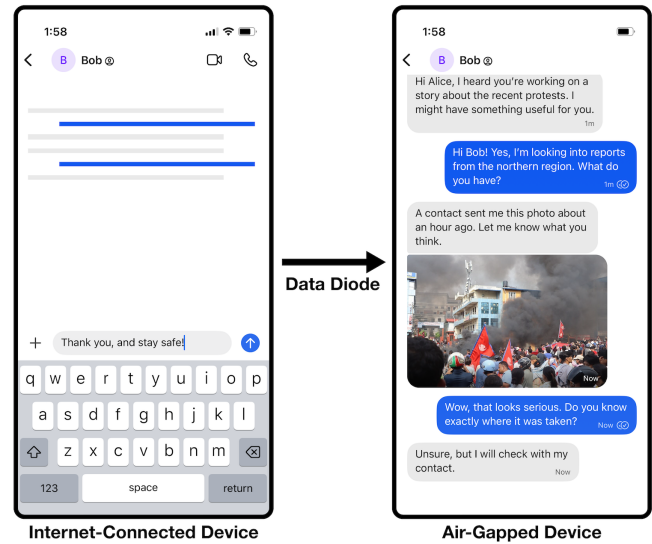 1:58
B Bob
Thank you, and stay safe!
q w e r t y u i o p
a s d f g h j k l
z x c v b n m
123 space return
Internet-Connected Device
Data Diode
1:58
B Bob
Hi Alice, I heard you're working on a
story about the recent protests. I
might have something useful for you.
1m
Hi Bob! Yes, I'm looking into reports
from the northern region. What do
you have?
1m
A contact sent me this photo about
an hour ago. Let me know what you
think.
Now
Wow, that looks serious. Do you know
exactly where it was taken?
Now
Unsure, but I will check with my
contact.
Now
Air-Gapped Device